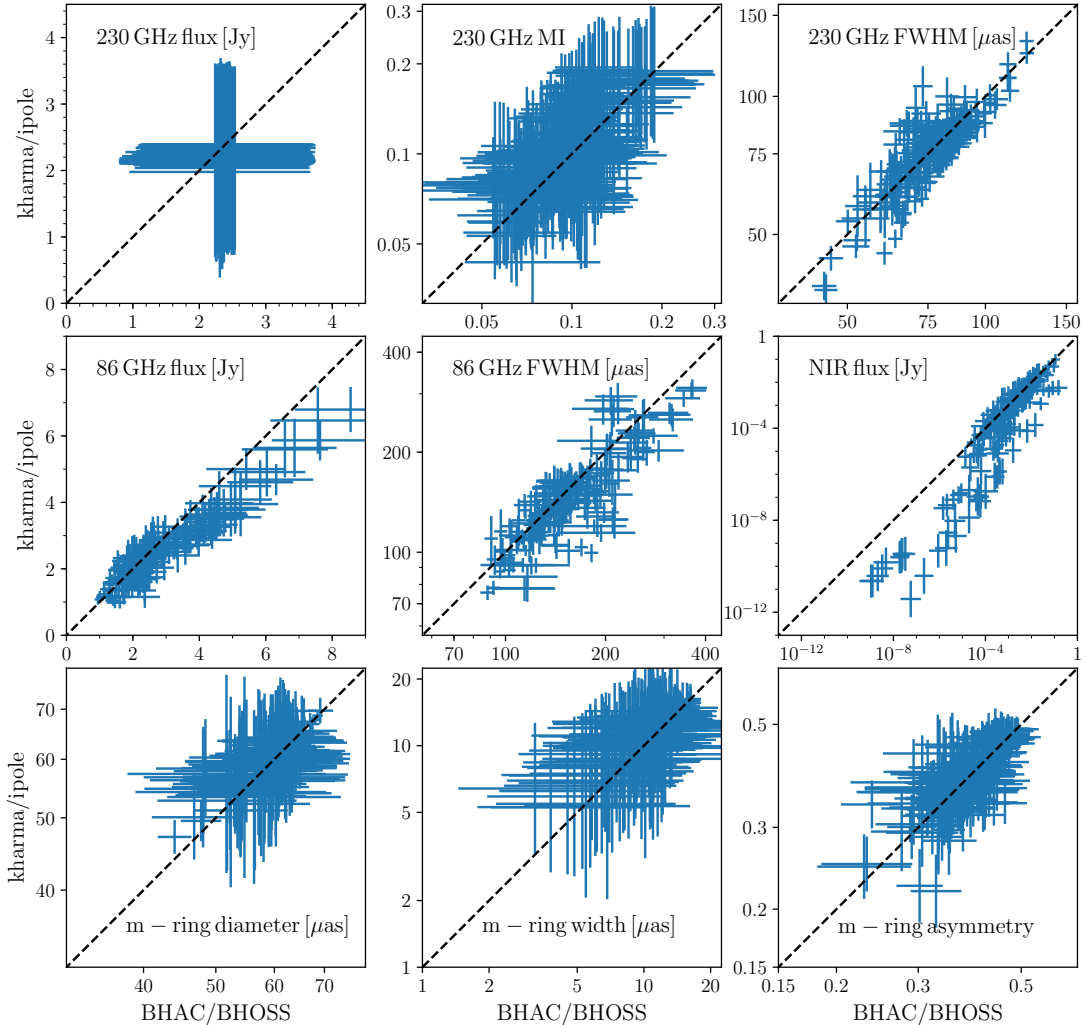 230 GHz flux [Jy]
230 GHz MI
230 GHz FWHM [μas]
kharma/ipole
4
3
2
1
0
0 1 2 3 4
0.3
0.2
0.1
0.05
0.05 0.1 0.2 0.3
150
100
75
50
50 75 100 150
86 GHz flux [Jy]
86 GHz FWHM [μas]
NIR flux [Jy]
kharma/ipole
8
6
4
2
0
0 2 4 6 8
400
200
100
70
70 100 200 400
1
10⁻⁴
10⁻⁸
10⁻¹²
10⁻¹² 10⁻⁸ 10⁻⁴ 1
kharma/ipole
70
60
50
40
m − ring diameter [μas]
40 50 60 70
BHAC/BHOSS
20
10
5
2
1
m − ring width [μas]
1 2 5 10 20
BHAC/BHOSS
0.5
0.3
0.2
0.15
m − ring asymmetry
0.15 0.2 0.3 0.5
BHAC/BHOSS